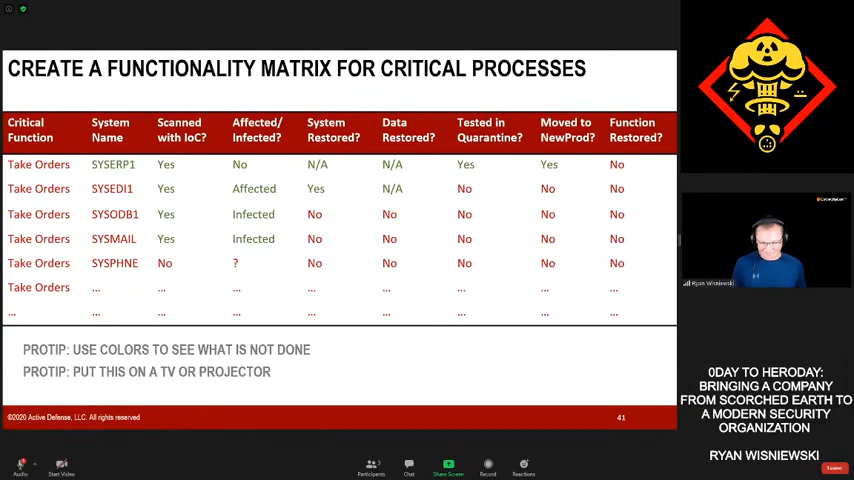 CREATE A FUNCTIONALITY MATRIX FOR CRITICAL PROCESSES
Critical Function System Name Scanned with IoC? Affected/ Infected? System Restored? Data Restored? Tested in Quarantine? Moved to NewProd? Function Restored?
Take Orders SYSERP1 Yes No N/A N/A Yes Yes No
Take Orders SYSEDI1 Yes Affected Yes N/A No No No
Take Orders SYSODB1 Yes Infected No No No No No
Take Orders SYSMAIL Yes Infected No No No No No
Take Orders SYSPHNE No ? No No No No No
Take Orders ... ... ... ... ... ... ... ...
... ... ... ... ... ... ... ... ...
PROTIP: USE COLORS TO SEE WHAT IS NOT DONE
PROTIP: PUT THIS ON A TV OR PROJECTOR
©2020 Active Defense, LLC. All rights reserved 41
Ryan Wisniewski
0DAY TO HERODAY:
BRINGING A COMPANY
FROM SCORCHED EARTH TO
A MODERN SECURITY
ORGANIZATION
RYAN WISNIEWSKI
Audio Start Video Participants Chat Share Screen Record Reactions Leave